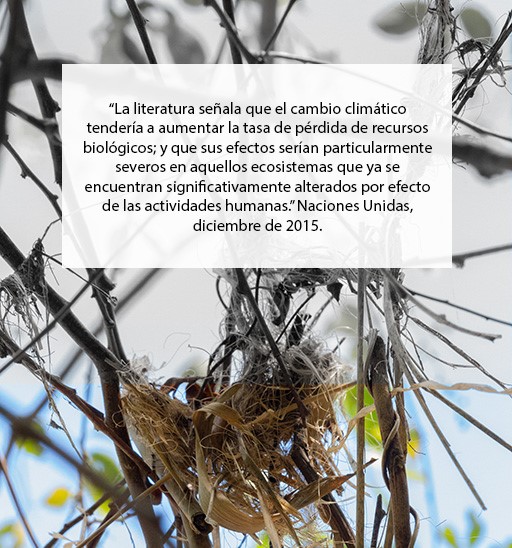 “La literatura señala que el cambio climático
tendería a aumentar la tasa de pérdida de recursos
biológicos; y que sus efectos serían particularmente
severos en aquellos ecosistemas que ya se
encuentran significativamente alterados por efecto
de las actividades humanas.” Naciones Unidas,
diciembre de 2015.